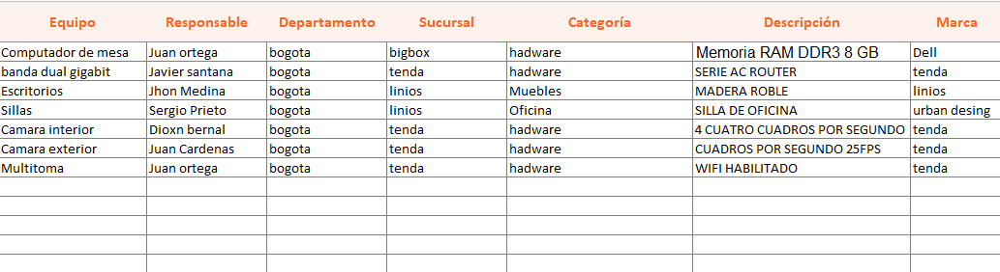 Equipo Responsable Departamento Sucursal Categoría Descripción Marca
Computador de mesa Juan ortega bogota bigbox hadware Memoria RAM DDR3 8 GB Dell
banda dual gigabit Javier santana bogota tenda hadware SERIE AC ROUTER tenda
Escritorios Jhon Medina bogota linios Muebles MADERA ROBLE linios
Sillas Sergio Prieto bogota linios Oficina SILLA DE OFICINA urban desing
Camara interior Dioxn bernal bogota tenda hadware 4 CUATRO CUADROS POR SEGUNDO tenda
Camara exterior Juan Cardenas bogota tenda hadware CUADROS POR SEGUNDO 25FPS tenda
Multitoma Juan ortega bogota tenda hadware WIFI HABILITADO tenda